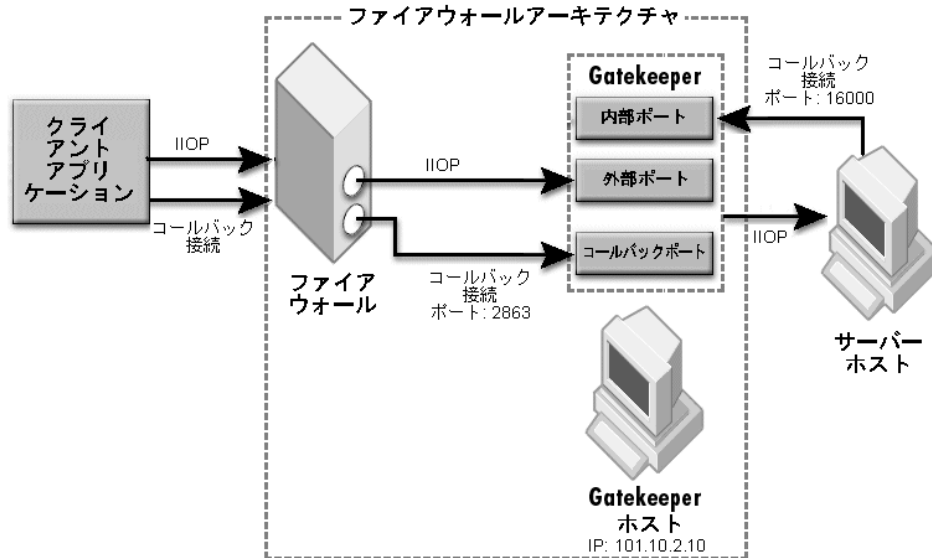 ファイアウォールアーキテクチャ
クライ
アント
アプリ
ケーション
IIOP
コールバック
接続
ファイア
ウォール
IIOP
コールバック
接続
ポート: 2863
Gatekeeper
内部ポート
外部ポート
コールバックポート
コールバック
接続
ポート: 16000
IIOP
サーバー
ホスト
Gatekeeper
ホスト
IP: 101.10.2.10